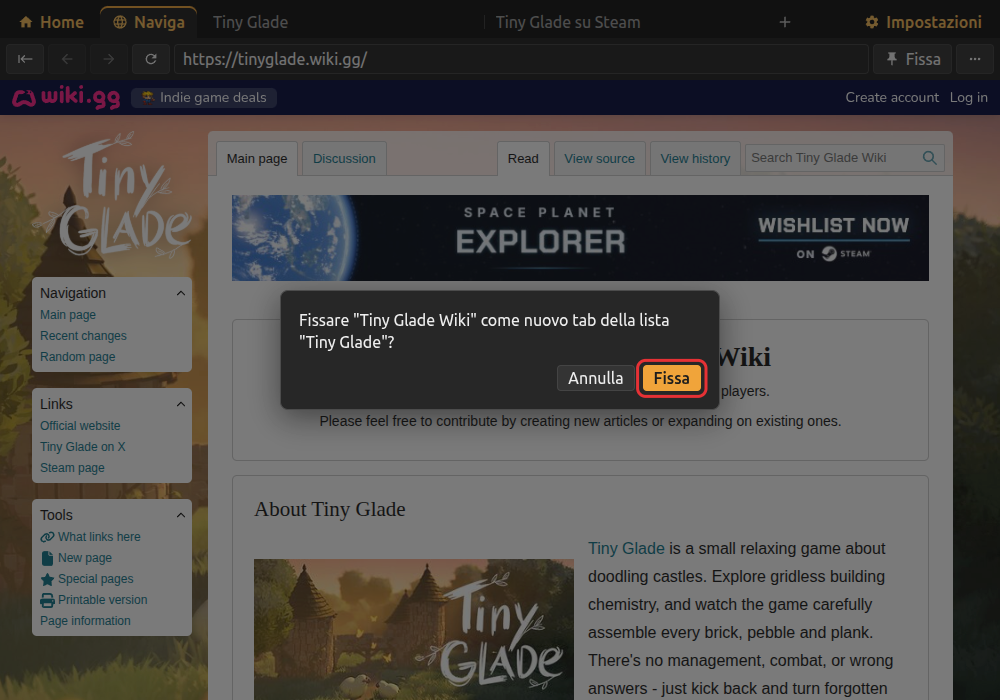 Home
Naviga
Tiny Glade
Tiny Glade su Steam
+
Impostazioni
https://tinyglade.wiki.gg/
Fissa
...
wiki.gg
Indie game deals
Create account
Log in
Tiny Glade
Main page
Discussion
Read
View source
View history
Search Tiny Glade Wiki
SPACE PLANET
EXPLORER
WISHLIST NOW
ON STEAM
Navigation
Main page
Recent changes
Random page
Links
Official website
Tiny Glade on X
Steam page
Tools
What links here
New page
Special pages
Printable version
Page information
Fissare "Tiny Glade Wiki" come nuovo tab della lista
"Tiny Glade"?
Annulla
Fissa
Wiki
players.
Please feel free to contribute by creating new articles or expanding on existing ones.
About Tiny Glade
Tiny Glade
Tiny Glade is a small relaxing game about
doodling castles. Explore gridless building
chemistry, and watch the game carefully
assemble every brick, pebble and plank.
There's no management, combat, or wrong
answers - just kick back and turn forgotten